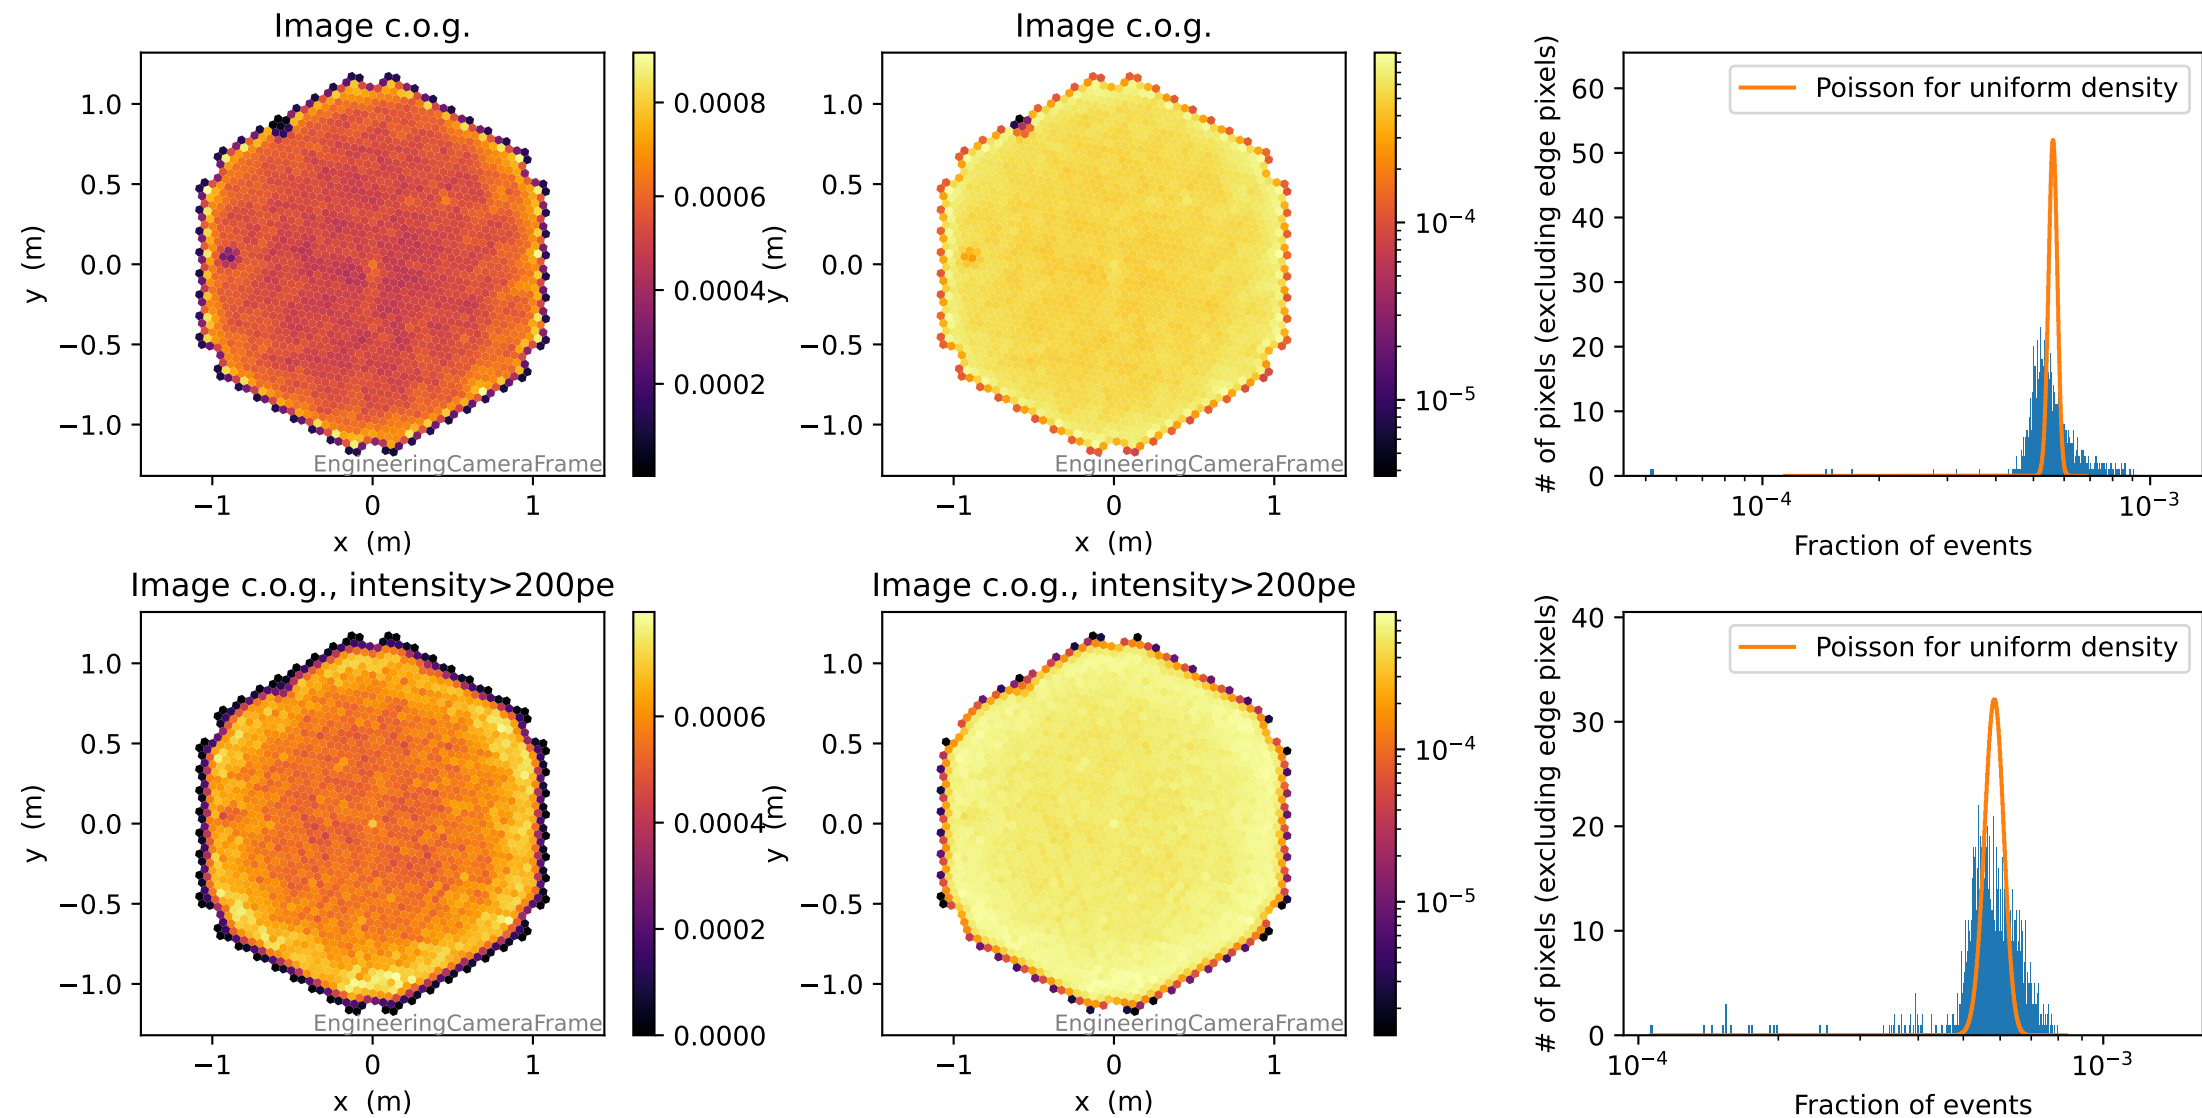 Image c.o.g.
y (m)
1.0
0.5
0.0
−0.5
−1.0
EngineeringCameraFrame
−1 0 1
x (m)
0.0008
0.0006
0.0004
0.0002
Image c.o.g.
y (m)
1.0
0.5
0.0
−0.5
−1.0
EngineeringCameraFrame
−1 0 1
x (m)
10⁻⁴
10⁻⁵
# of pixels (excluding edge pixels)
60
50
40
30
20
10
0
Poisson for uniform density
10⁻⁴ 10⁻³
Fraction of events
Image c.o.g., intensity>200pe
y (m)
1.0
0.5
0.0
−0.5
−1.0
EngineeringCameraFrame
−1 0 1
x (m)
0.0006
0.0004
0.0002
0.0000
Image c.o.g., intensity>200pe
y (m)
1.0
0.5
0.0
−0.5
−1.0
EngineeringCameraFrame
−1 0 1
x (m)
10⁻⁴
10⁻⁵
# of pixels (excluding edge pixels)
40
30
20
10
0
Poisson for uniform density
10⁻⁴ 10⁻³
Fraction of events